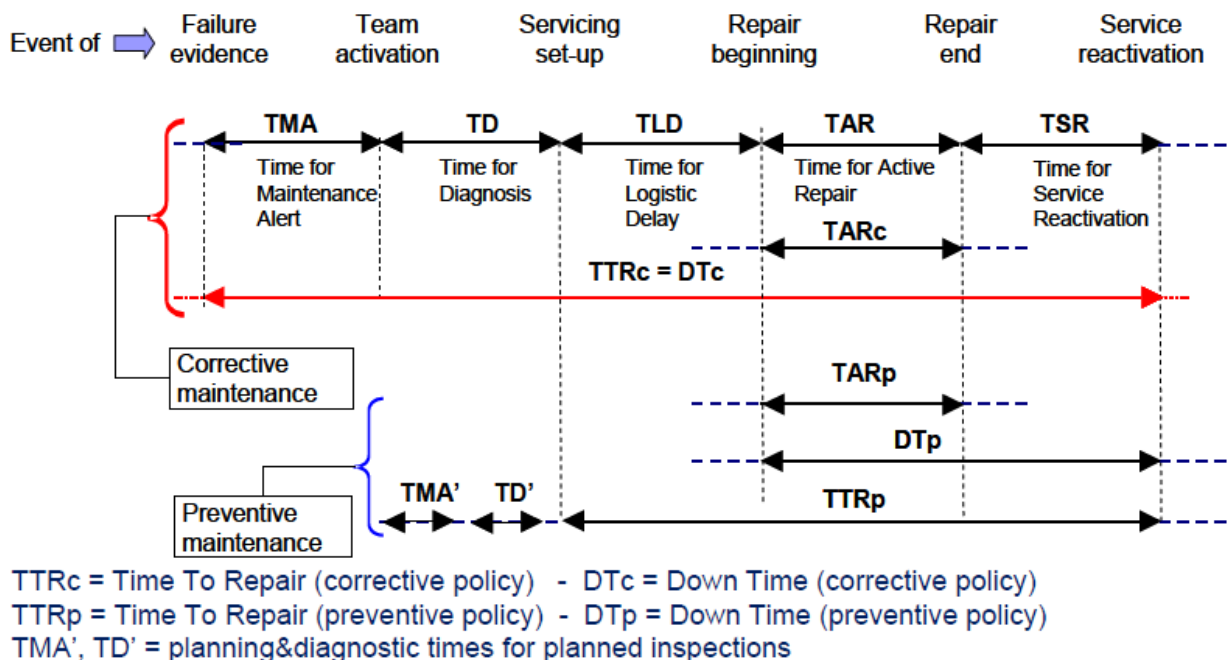 Event of
Failure
evidence
Team
activation
Servicing
set-up
Repair
beginning
Repair
end
Service
reactivation
TMA
TD
TLD
TAR
TSR
Time for
Maintenance
Alert
Time for
Diagnosis
Time for
Logistic
Delay
Time for Active
Repair
Time for
Service
Reactivation
TARc
TTRc = DTc
Corrective
maintenance
TARp
DTp
TMA’
TD’
TTRp
Preventive
maintenance
TTRc = Time To Repair (corrective policy) - DTc = Down Time (corrective policy)
TTRp = Time To Repair (preventive policy) - DTp = Down Time (preventive policy)
TMA’, TD’ = planning&diagnostic times for planned inspections